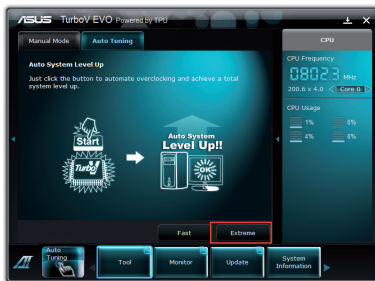 ASUS TurboV EVO Powered by TPU
Manual Mode
Auto Tuning
Auto System Level Up
Just click the button to automate overclocking and achieve a total
system level up.
Start
Turbo!
Auto System
Level Up!!
OK
Fast
Extreme
CPU
CPU Frequency
0802.3 MHz
200.6 x 4.0 < Core 0 >
CPU Usage
1% 0%
4% 8%
Auto
Tuning
Tool
Monitor
Update
System
Information